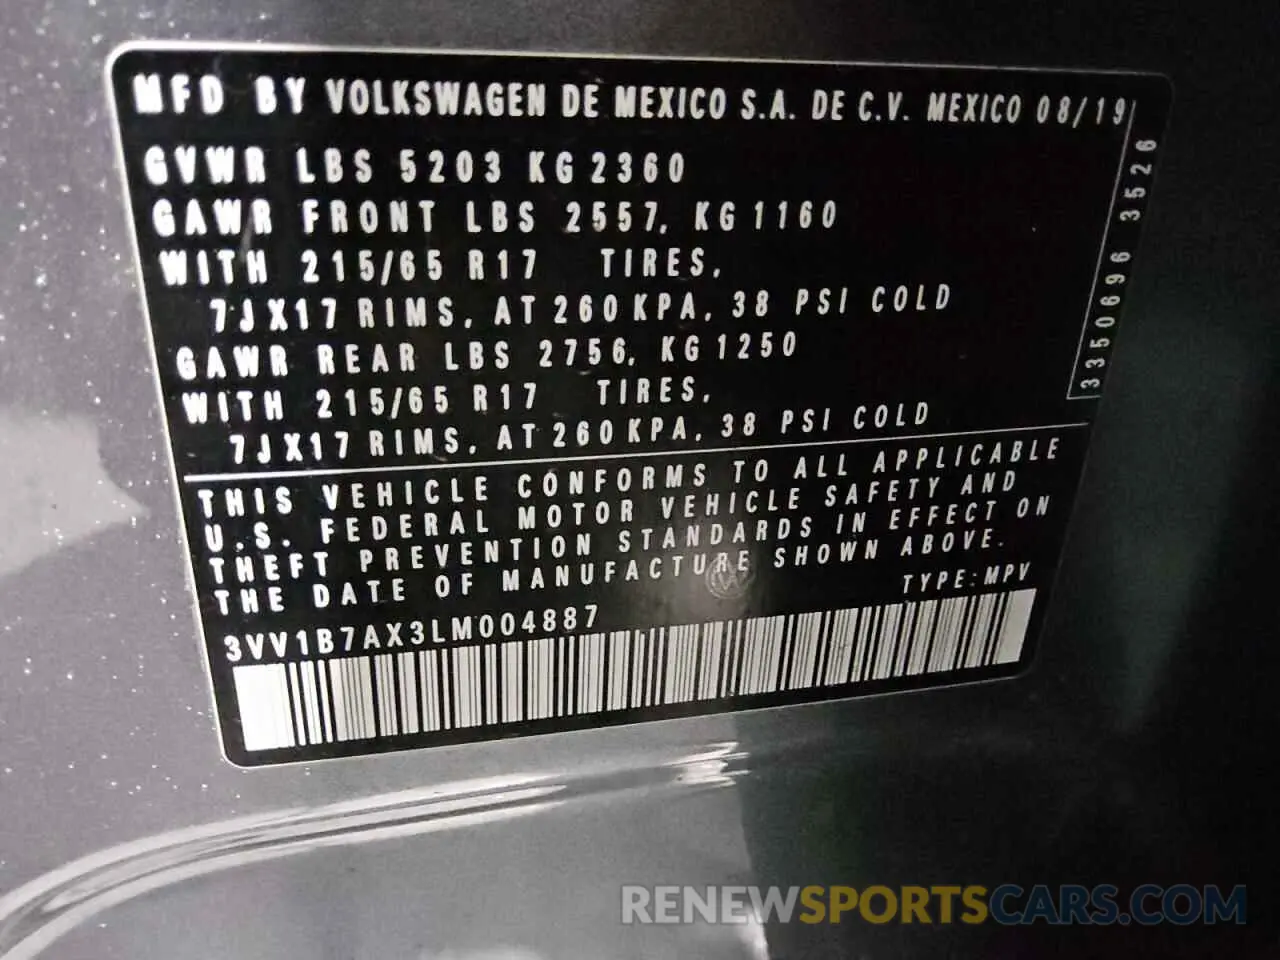 MFD BY VOLKSWAGEN DE MEXICO S.A. DE C.V. MEXICO 08/19
GVWR LBS 5203 KG 2360
GAWR FRONT LBS 2557, KG 1160
WITH 215/65 R17 TIRES,
7JX17 RIMS, AT 260 KPA, 38 PSI COLD
GAWR REAR LBS 2756, KG 1250
WITH 215/65 R17 TIRES,
7JX17 RIMS, AT 260 KPA, 38 PSI COLD
3350696 3526
THIS VEHICLE CONFORMS TO ALL APPLICABLE
U.S. FEDERAL MOTOR VEHICLE SAFETY AND
THEFT PREVENTION STANDARDS IN EFFECT ON
THE DATE OF MANUFACTURE SHOWN ABOVE.
3VV1B7AX3LM004887 TYPE:MPV
RENEWSPORTSCARS.COM